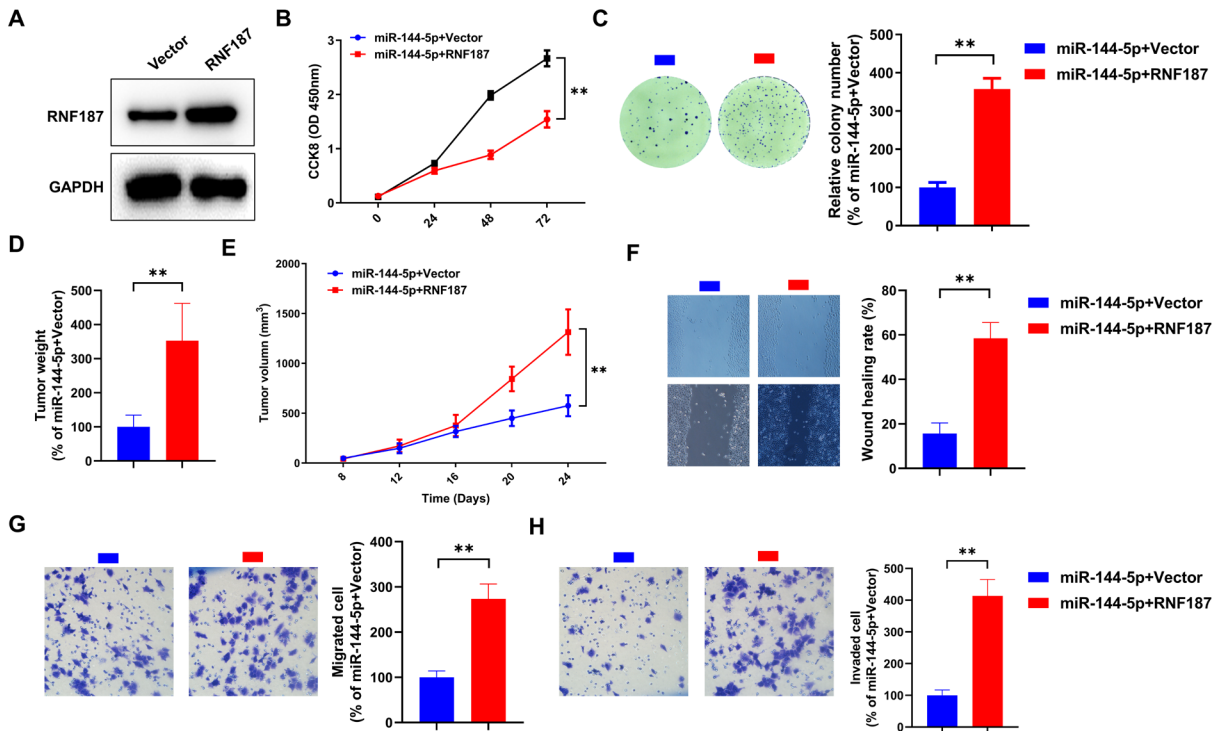 A
Vector
RNF187
RNF187
GAPDH
B
miR-144-5p+Vector
miR-144-5p+RNF187
CCK8 (OD 450nm)
3
2
1
0
0
24
48
72
**
C
Relative colony number
(% of miR-144-5p+Vector)
500
400
300
200
100
0
**
miR-144-5p+Vector
miR-144-5p+RNF187
D
Tumor weight
(% of miR-144-5p+Vector)
500
400
300
200
100
0
**
E
miR-144-5p+Vector
miR-144-5p+RNF187
Tumor volumn (mm3)
2000
1500
1000
500
0
8
12
16
20
24
Time (Days)
**
F
Wound healing rate (%)
80
60
40
20
0
**
miR-144-5p+Vector
miR-144-5p+RNF187
G
Migrated cell
(% of miR-144-5p+Vector)
400
300
200
100
0
**
H
Invaded cell
(% of miR-144-5p+Vector)
500
400
300
200
100
0
**
miR-144-5p+Vector
miR-144-5p+RNF187